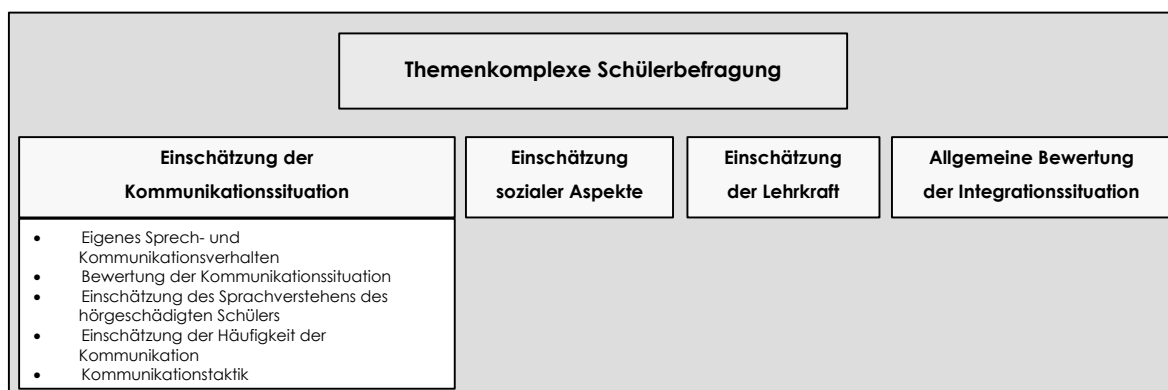 Themenkomplexe Schülerbefragung
Einschätzung der
Kommunikationssituation
Einschätzung
sozialer Aspekte
Einschätzung
der Lehrkraft
Allgemeine Bewertung
der Integrationssituation
• Eigenes Sprech- und
Kommunikationsverhalten
• Bewertung der Kommunikationssituation
• Einschätzung des Sprachverstehens des
hörgeschädigten Schülers
• Einschätzung der Häufigkeit der
Kommunikation
• Kommunikationstaktik